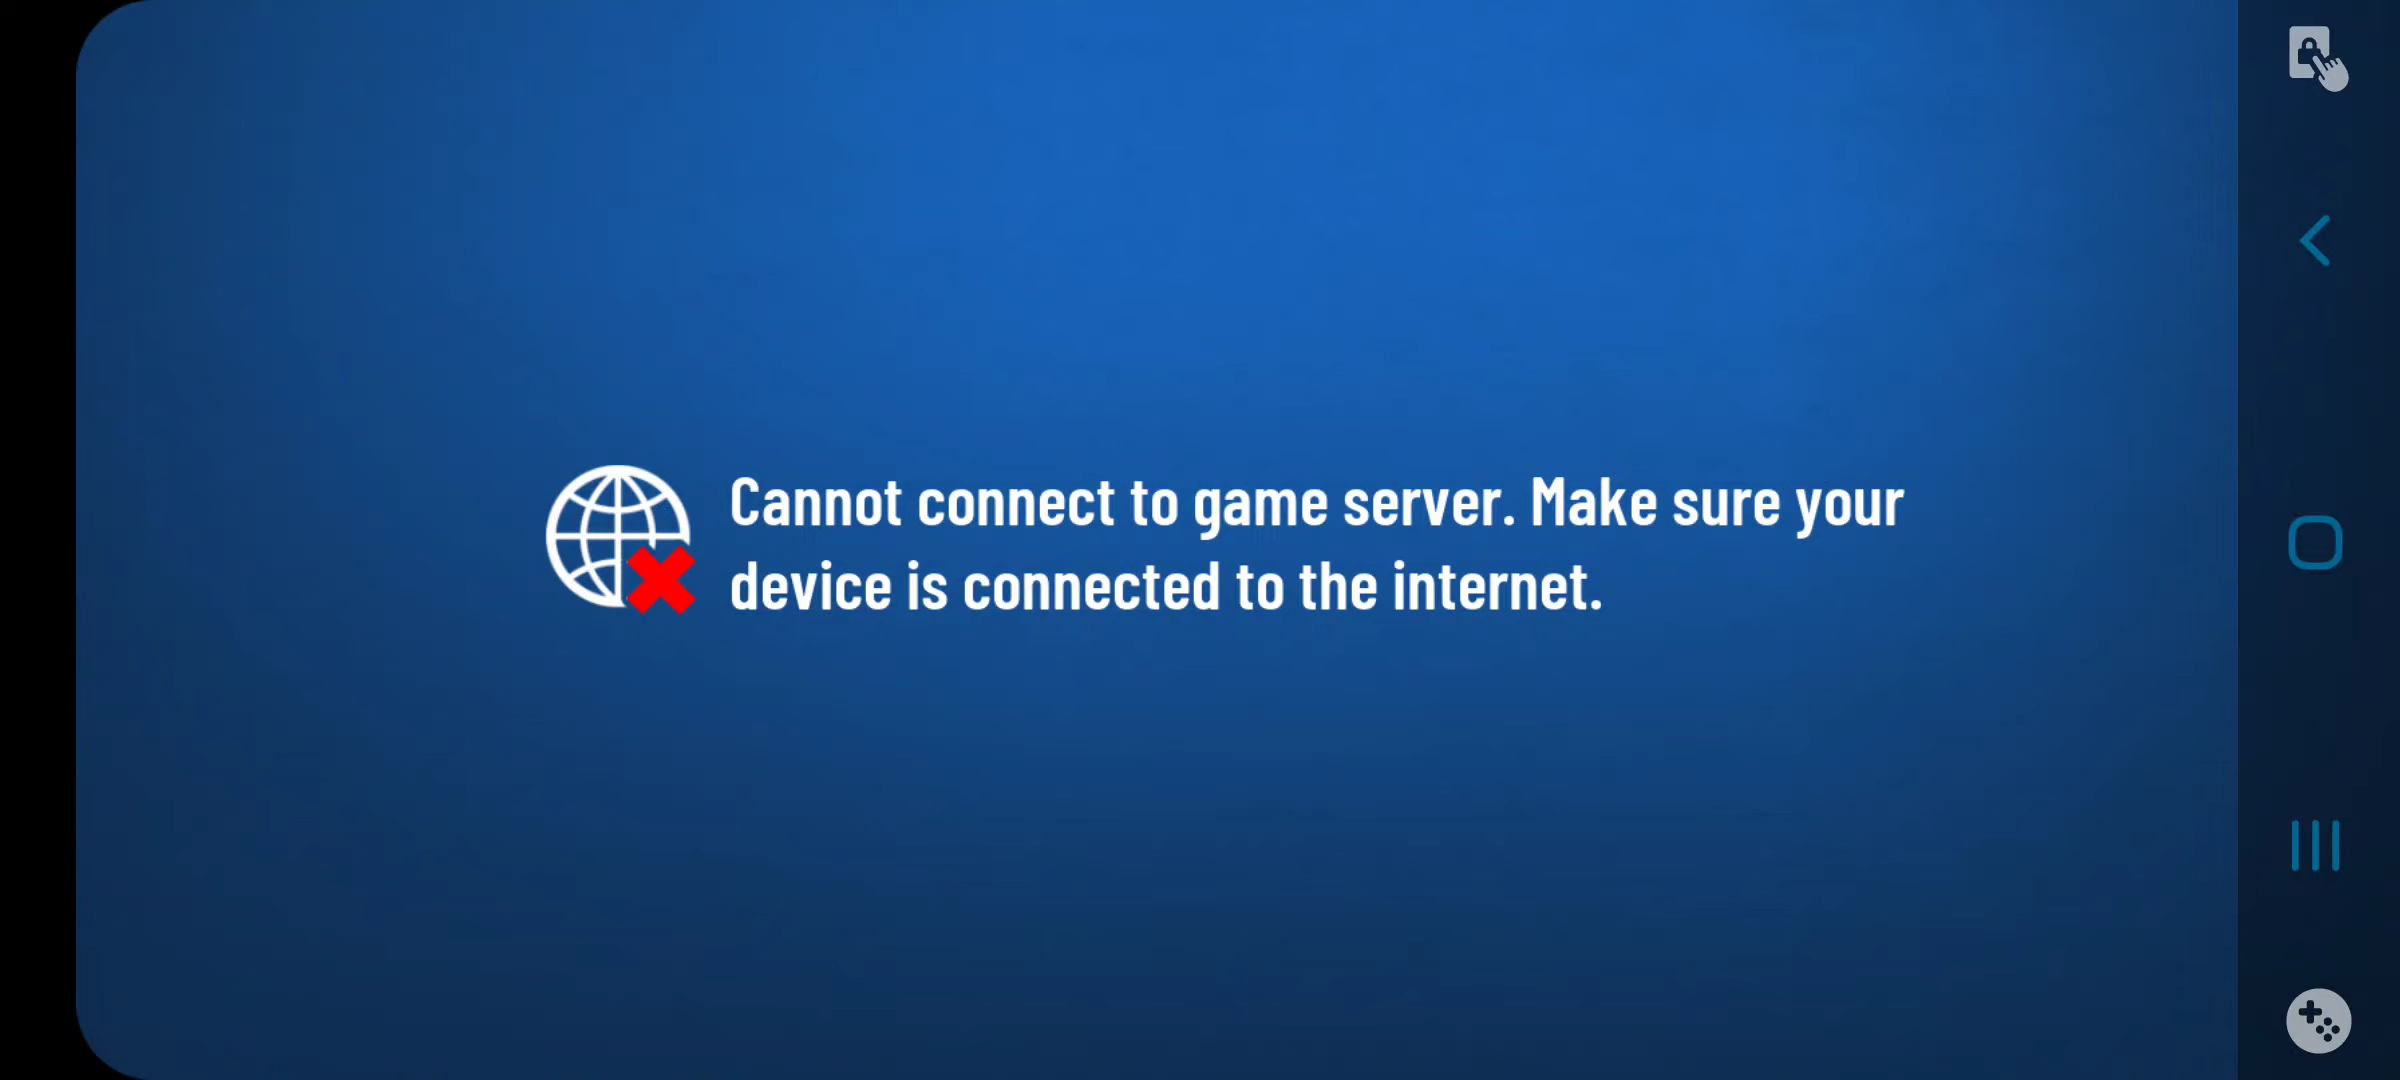 Cannot connect to game server. Make sure your
device is connected to the internet.